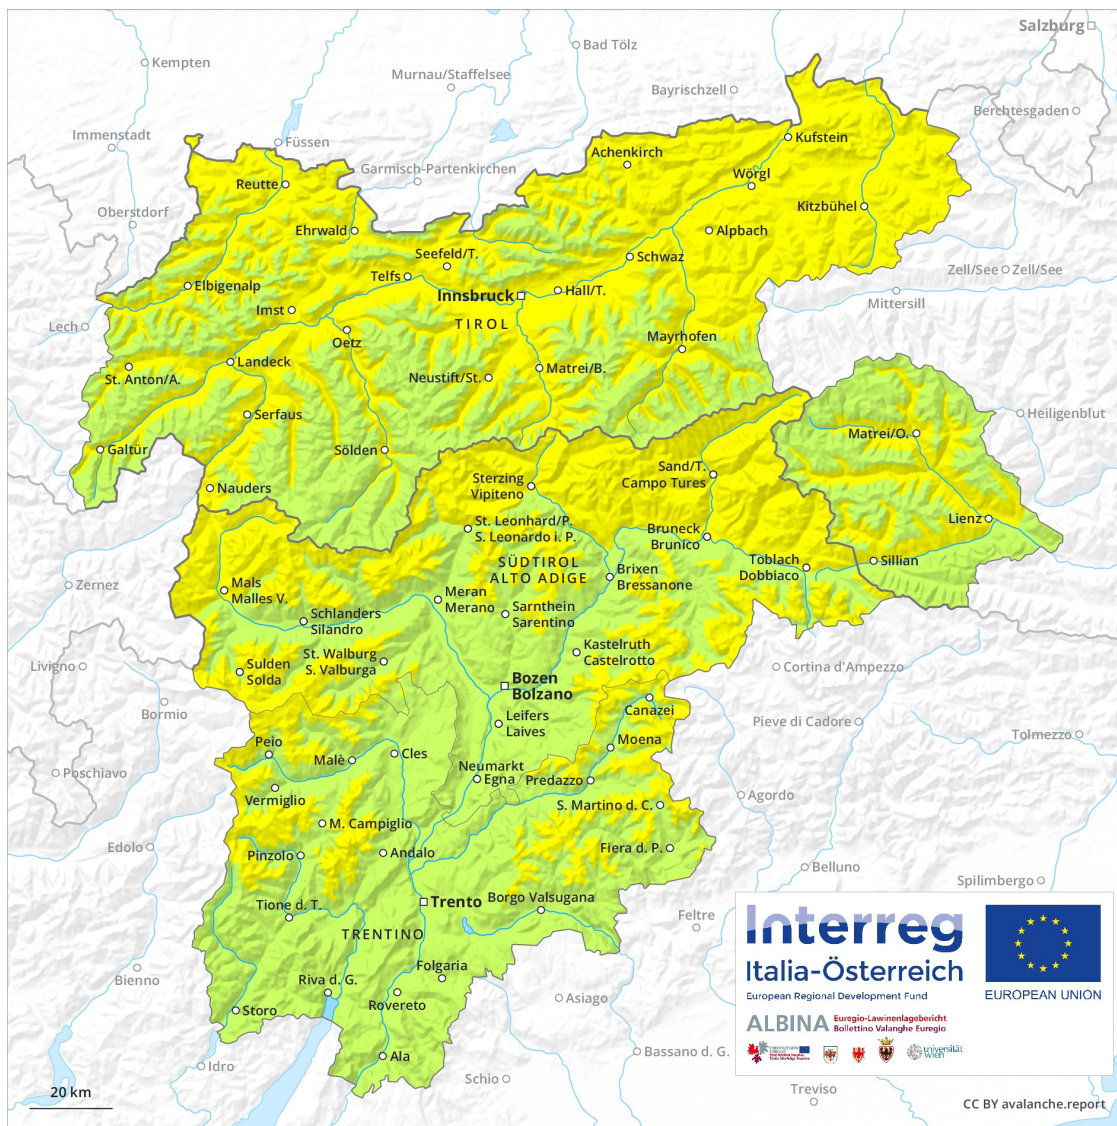 Salzburg
Bad Tölz
Kempten
Murnau/Staffelsee
Bayrischzell
Berchtesgaden
Immenstadt
Füssen
Kufstein
Achenkirch
Garmisch-Partenkirchen
Wörgl
Reutte
Oberstdorf
Kitzbühel
Ehrwald
Alpbach
Seefeld/T.
Schwaz
Telfs
Zell/See
Zell/See
Elbigenalp
Innsbruck
Hall/T.
Mittersill
Imst
TIROL
Lech
Oetz
Mayrhofen
Landeck
St. Anton/A.
Matrei/B.
Neustift/St.
Serfaus
Heiligenblut
Matrei/O.
Galtür
Sölden
Sand/T.
Campo Tures
Sterzing
Vipiteno
Nauders
Lienz
St. Leonhard/P.
S. Leonardo i. P.
Bruneck
Brunico
SÜDTIROL
ALTO ADIGE
Toblach
Dobbiaco
Sillian
Brixen
Bressanone
Zernez
Mals
Malles V.
Meran
Merano
Schlanders
Silandro
Sarnthein
Sarentino
Kastelruth
Castelrotto
St. Walburg
S. Valburga
Livigno
Sulden
Solda
Cortina d'Ampezzo
Bozen
Bolzano
Bormio
Canazei
Leifers
Laives
Pieve di Cadore
Tolmezzo
Peio
Moena
Malè
Cles
Poschiavo
Neumarkt
Egna
Predazzo
Vermiglio
Agordo
S. Martino d. C.
M. Campiglio
Edolo
Pinzolo
Andalo
Fiera d. P.
Belluno
Spilimbergo
Trento
Borgo Valsugana
Tione d. T.
Feltre
TRENTINO
Folgaria
Bienno
Riva d. G.
Rovereto
Asiago
Storo
Ala
Bassano d. G.
Idro
Schio
Treviso
20 km
Interreg
Italia-Österreich
European Regional Development Fund
EUROPEAN UNION
ALBINA
Euregio-Lawinenlagebericht
Bollettino Valanghe Euregio
universität
wien
CC BY avalanche.report